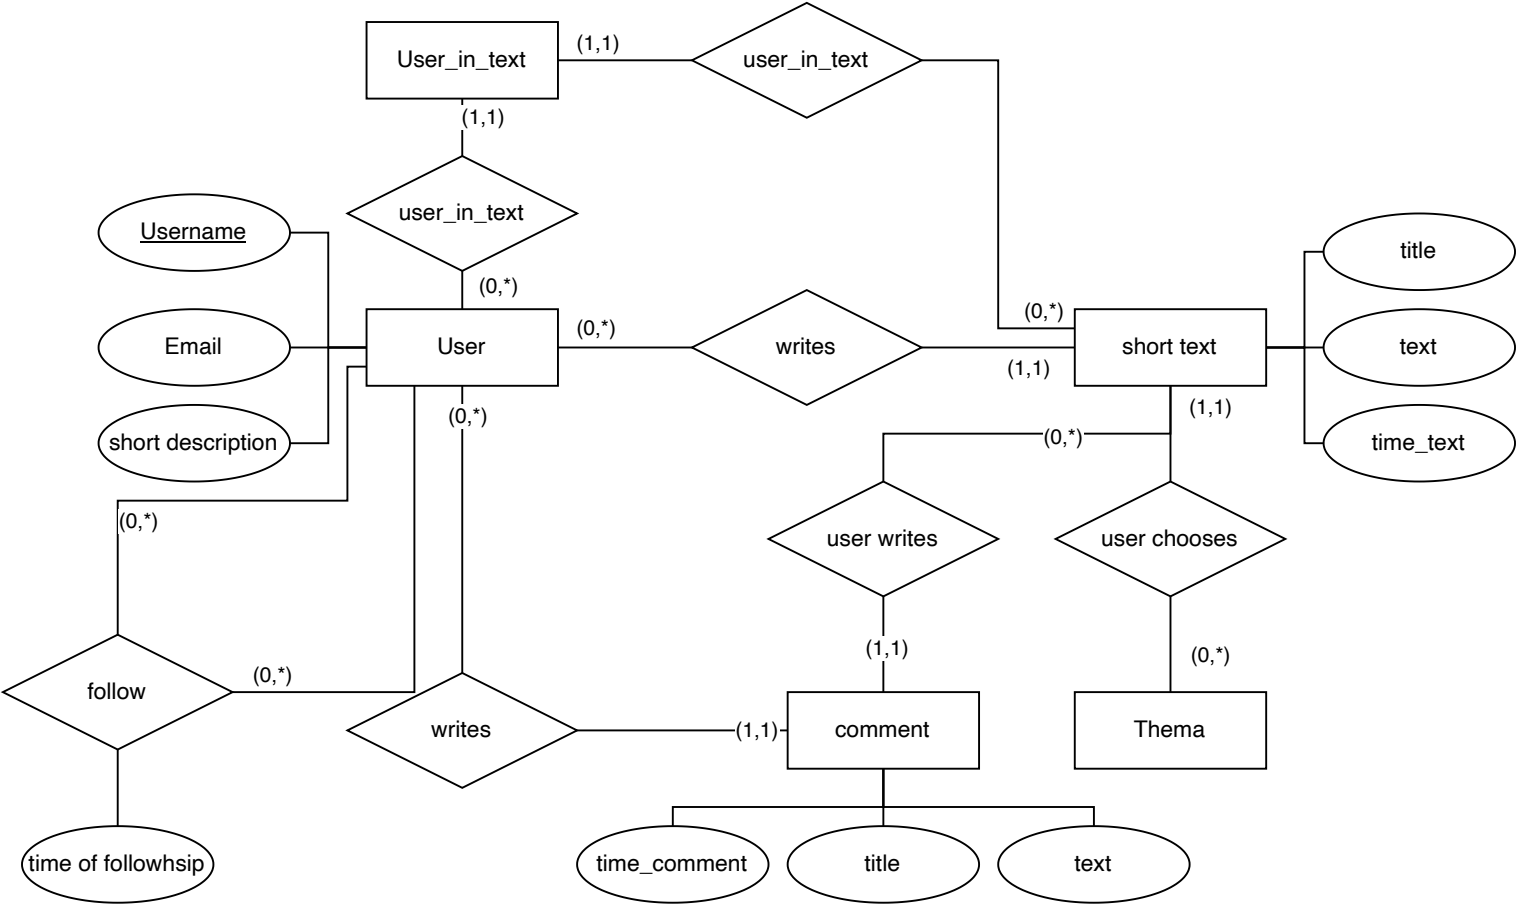 User_in_text
(1,1)
user_in_text
(1,1)
user_in_text
Username
(0,*)
Email
User
(0,*)
writes
(0,*)
(1,1)
short text
title
text
time_text
short description
(0,*)
(0,*)
(1,1)
(0,*)
user writes
user chooses
follow
(0,*)
writes
(1,1)
(1,1)
comment
(0,*)
Thema
time of followhsip
time_comment
title
text